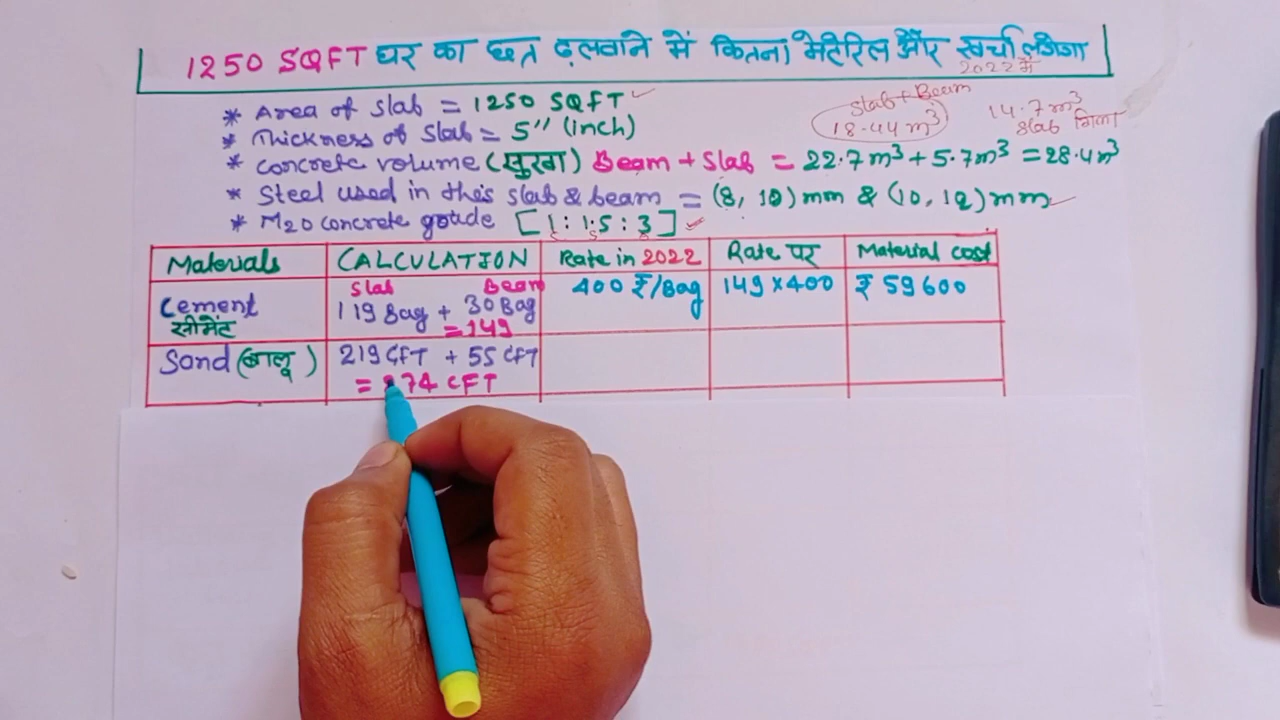 1250 SQFT घर का छत ढ़लवाने में कितना मेटेरिल और खर्चा लगेगा
2022 में
* Area of slab = 1250 SQFT ✓
* Thickness of slab = 5" (inch)
slab + Beam
18.44 m³
14.7 m³
slab गिला
* Concrete volume (सुखा) Beam + Slab = 22.7 m³ + 5.7 m³ = 28.4 m³
* Steel used in this slab & beam = (8, 10) mm & (10, 12) mm
* M20 concrete grade [1 : 1.5 : 3] ✓
Materials CALCULATION Rate in 2022 Rate पर Material cost
Cement सीमेंट
Slab Beam
119 Bag + 30 Bag
= 149
400 ₹/Bag 149 × 400 ₹ 59600
Sand (बालू)
219 CFT + 55 CFT
= 274 CFT